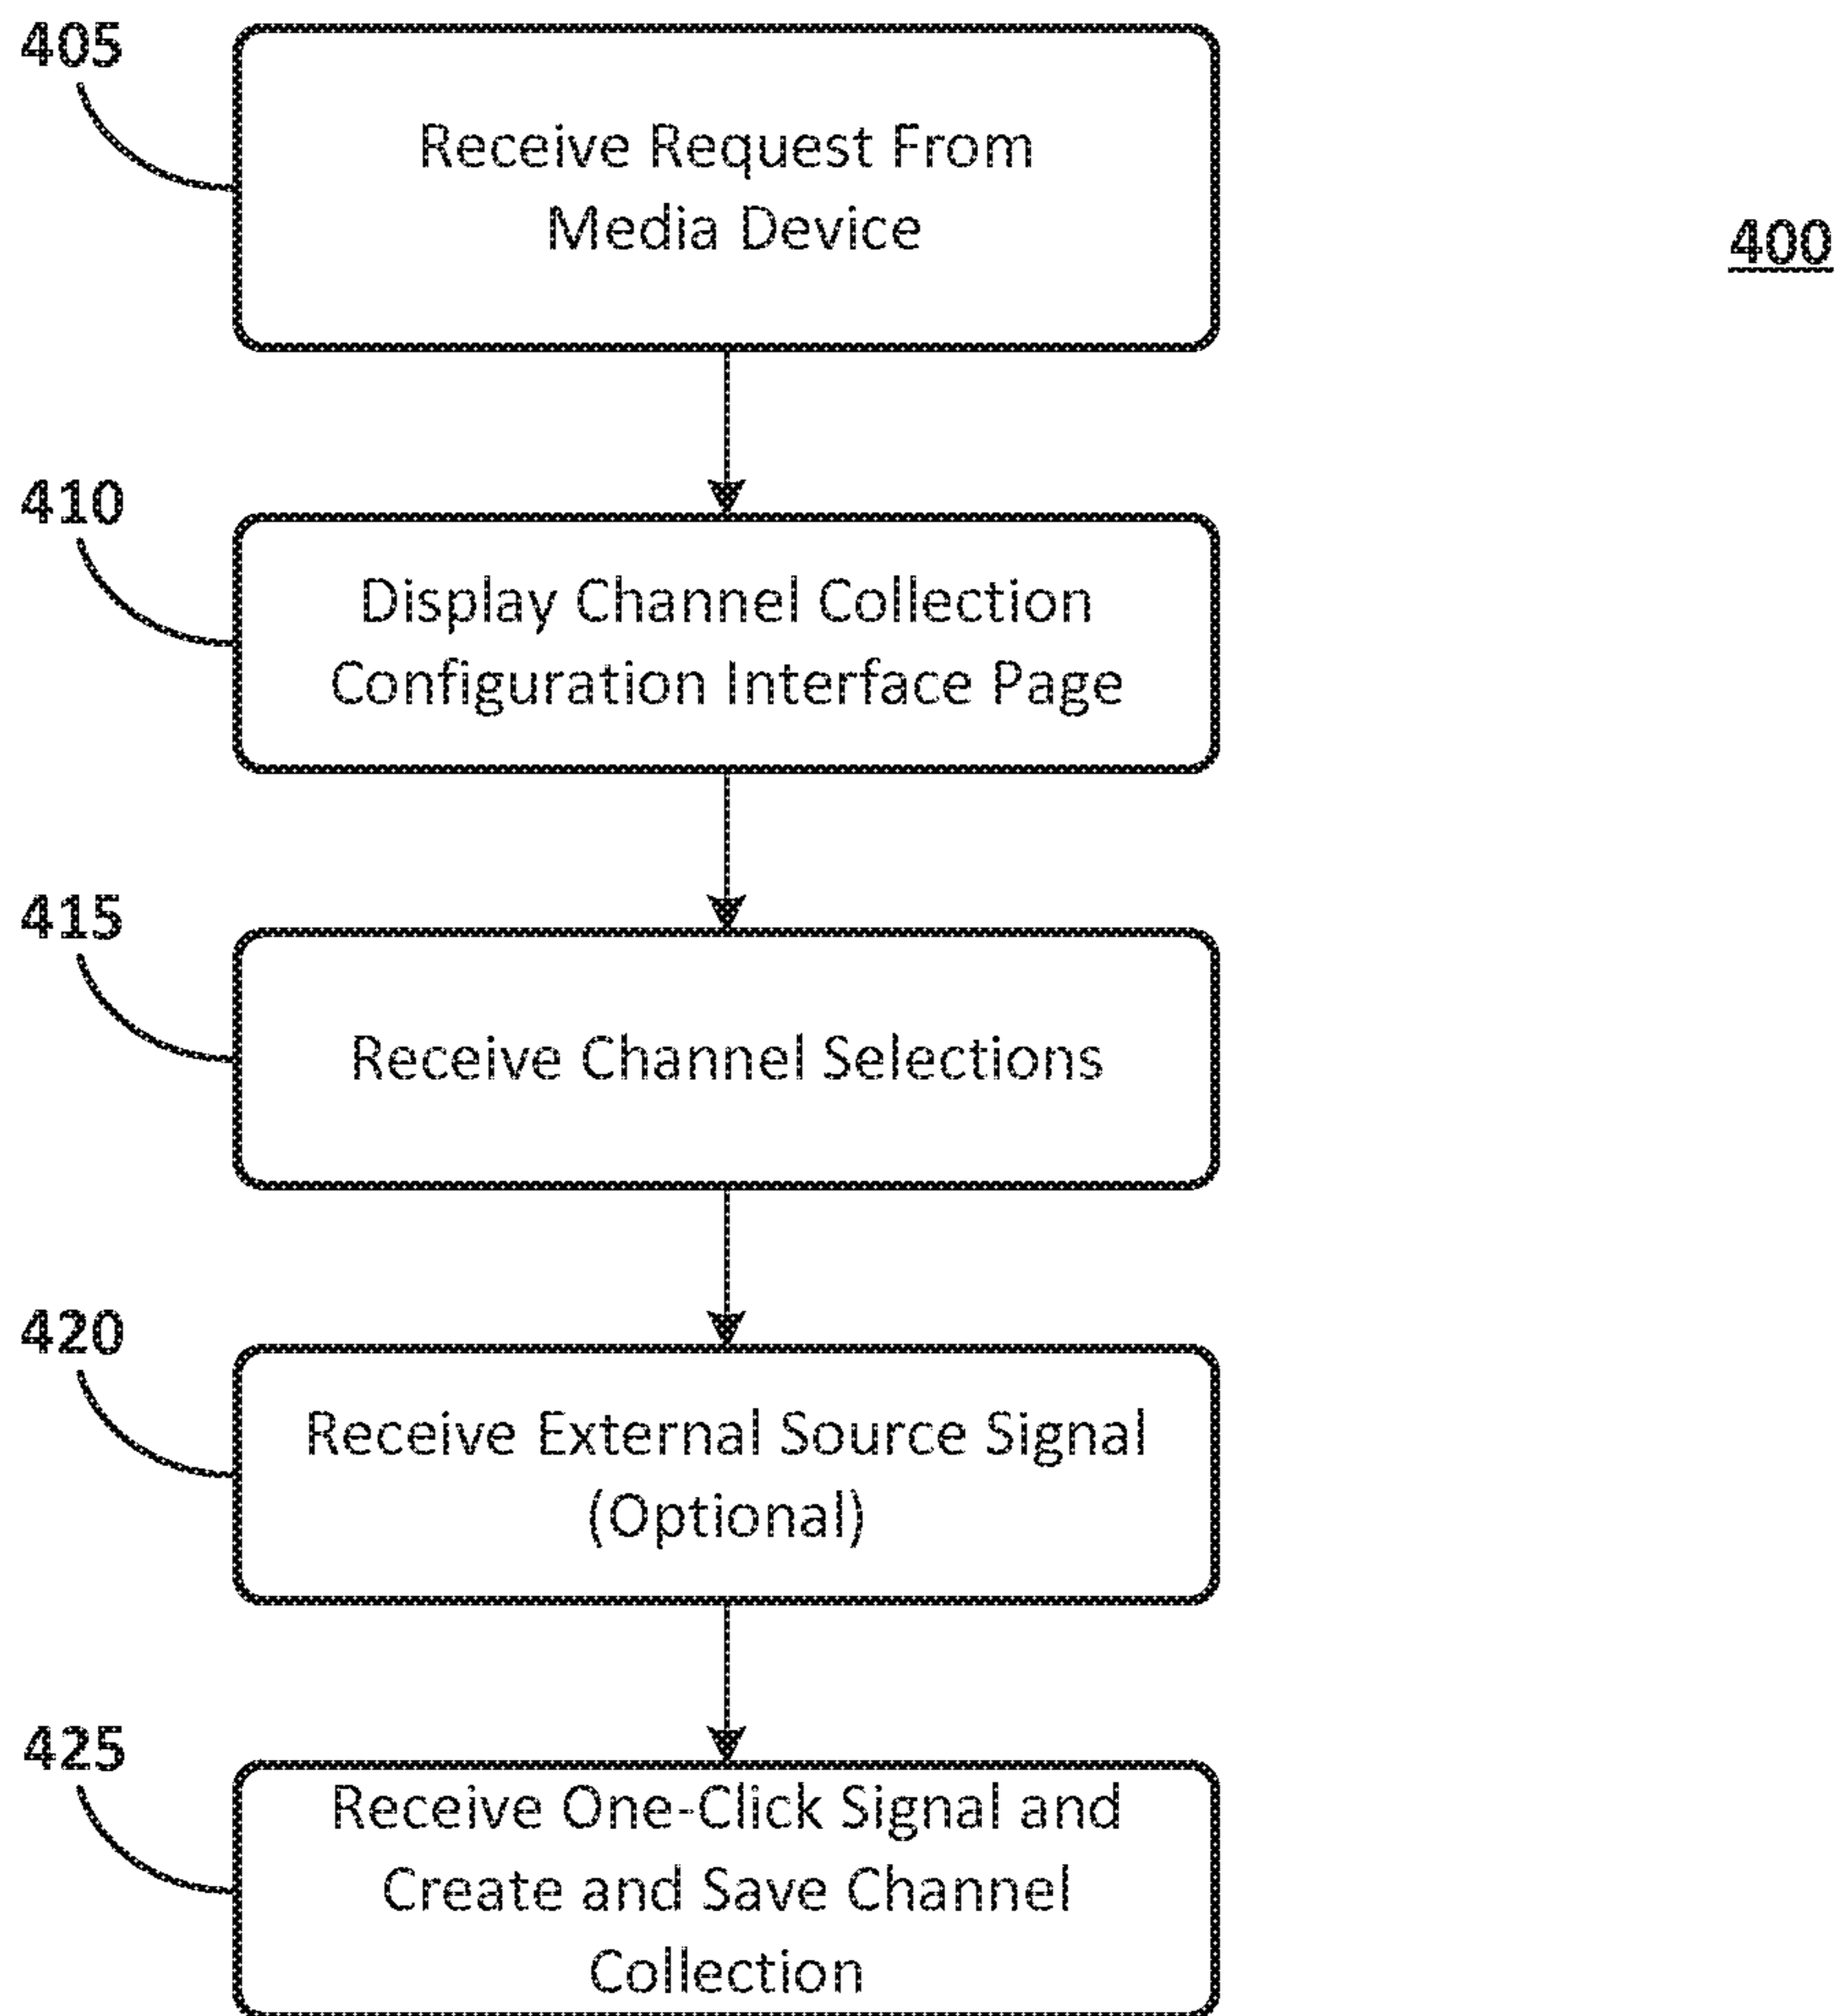 405
Receive Request From
Media Device
400
410
Display Channel Collection
Configuration Interface Page
415
Receive Channel Selections
420
Receive External Source Signal
(Optional)
425
Receive One-Click Signal and
Create and Save Channel
Collection